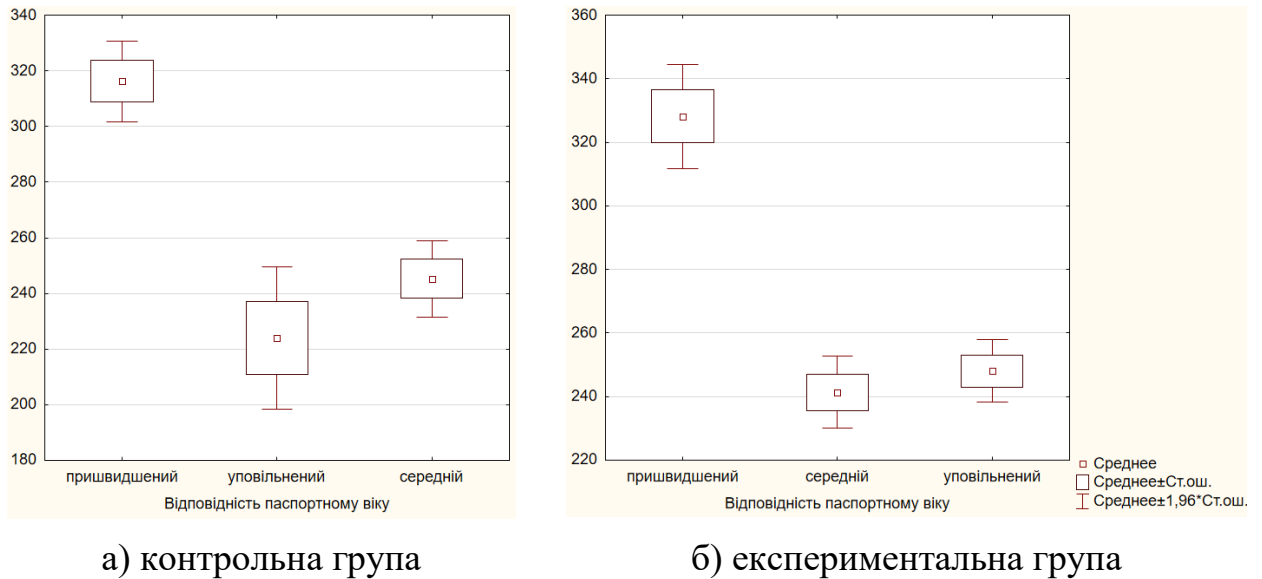 340
320
300
280
260
240
220
200
180
пришвидшений уповільнений середній
Відповідність паспортному віку
360
340
320
300
280
260
240
220
пришвидшений середній уповільнений
Відповідність паспортному віку
Среднее
Среднее±Ст.ош.
Среднее±1,96*Ст.ош.
а) контрольна група
б) експериментальна група